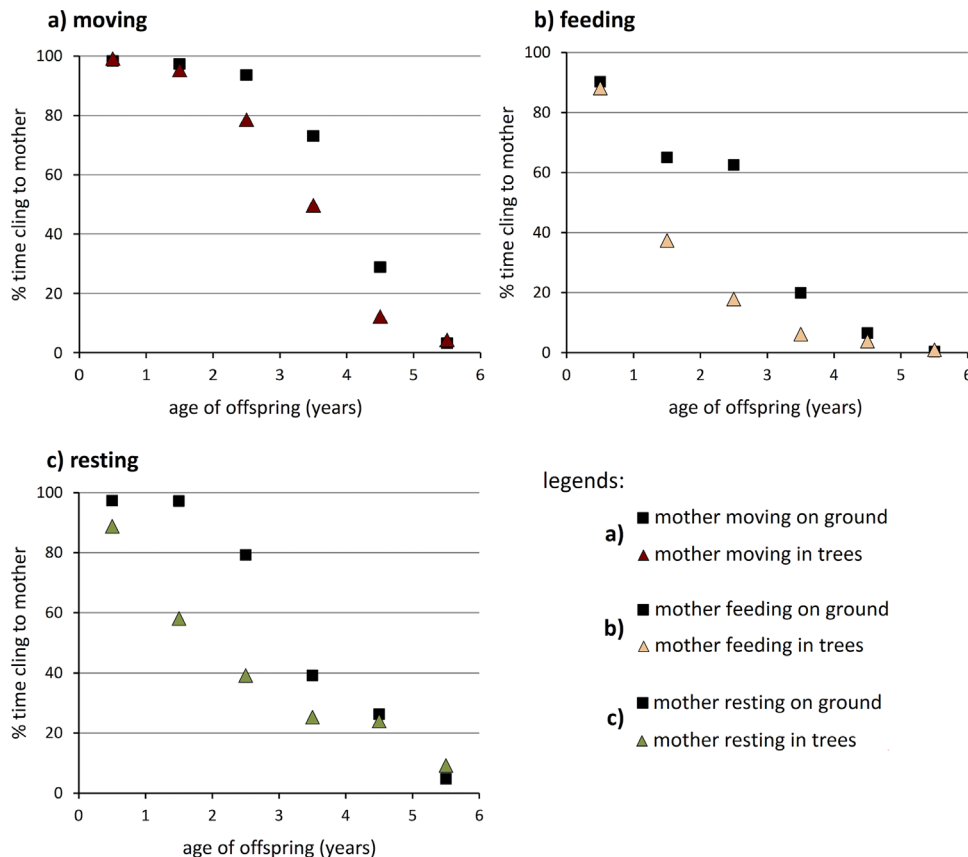 a) moving
100
80
60
40
20
0
% time cling to mother
0 1 2 3 4 5 6
age of offspring (years)
b) feeding
100
80
60
40
20
0
% time cling to mother
0 1 2 3 4 5 6
age of offspring (years)
c) resting
100
80
60
40
20
0
% time cling to mother
0 1 2 3 4 5 6
age of offspring (years)
legends:
a)
mother moving on ground
mother moving in trees
b)
mother feeding on ground
mother feeding in trees
c)
mother resting on ground
mother resting in trees